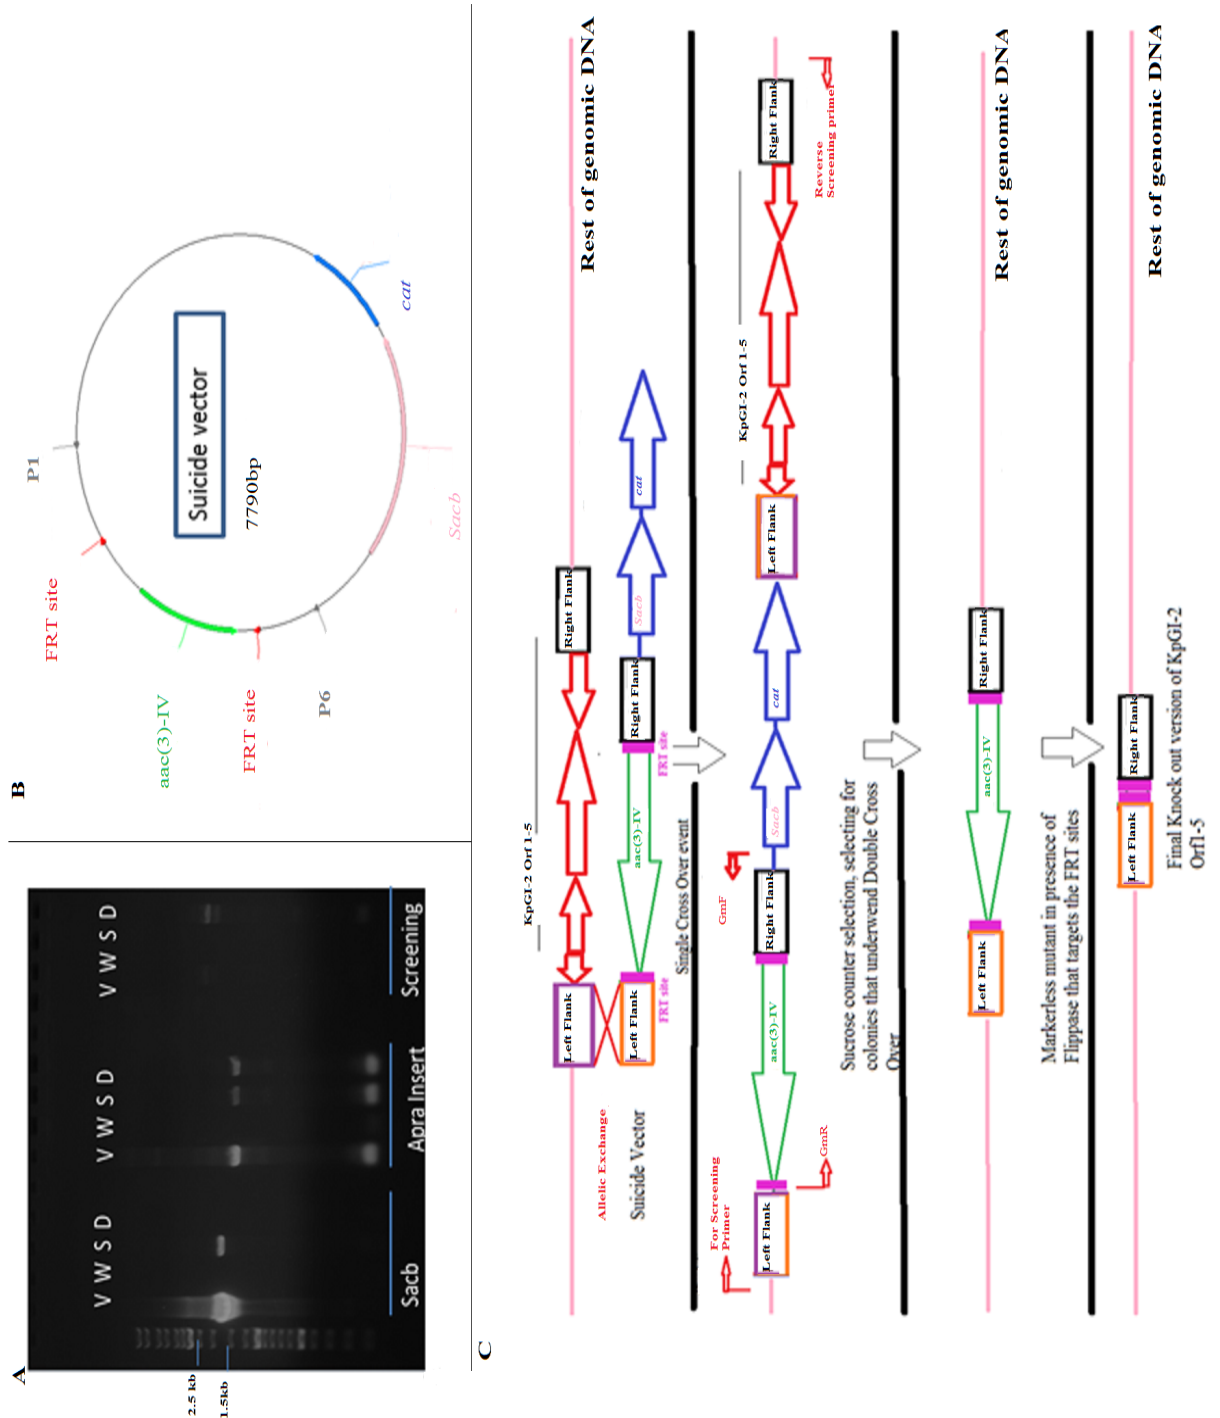 A
2.5 kb
1.5kb
V W S D
V W S D
V W S D
Sacb
Apra Insert
Screening
B
P1
FRT site
aac(3)-IV
FRT site
P6
Suicide vector
7790bp
cat
Sacb
C
KpGI-2 Orf 1-5
Left Flank
Right Flank
Rest of genomic DNA
Allelic Exchange
Suicide Vector
Left Flank
FRT site
aac(3)-IV
FRT site
Right Flank
Sacb
cat
Single Cross Over event
For Screening
Primer
Left Flank
GmR
aac(3)-IV
GmF
Right Flank
Sacb
cat
Left Flank
KpGI-2 Orf 1-5
Right Flank
Reverse
Screening primer
Sucrose counter selection, selecting for
colonies that underwend Double Cross
Over
Left Flank
aac(3)-IV
Right Flank
Rest of genomic DNA
Markerless mutant in presence of
Flippase that targets the FRT sites
Left Flank
Right Flank
Rest of genomic DNA
Final Knock out version of KpGI-2
Orf1-5